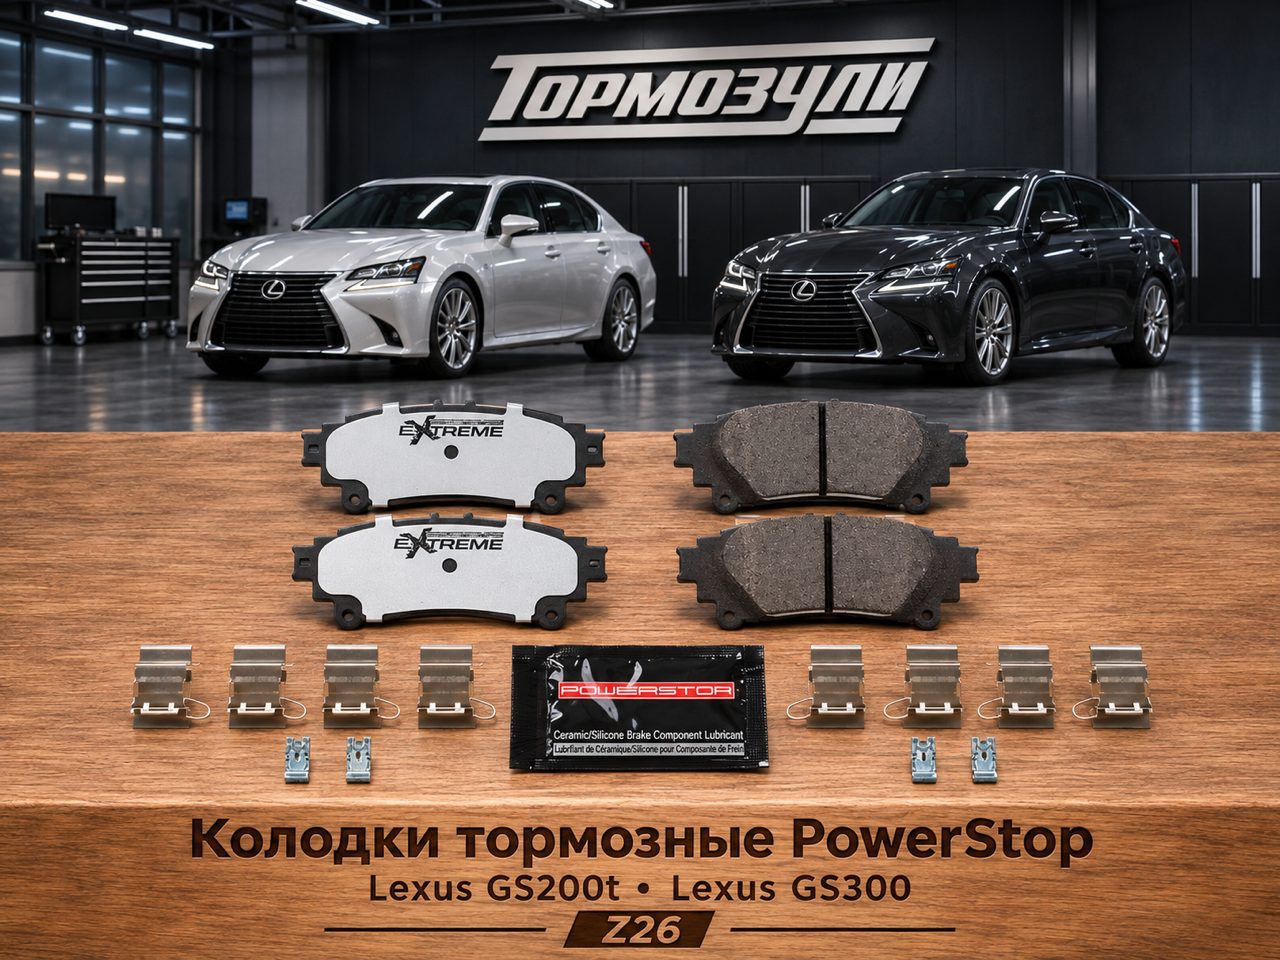 ТОРМОЗУЛИ
EXTREME
EXTREME
POWERSTOR
Ceramic/Silicone Brake Component Lubricant
Lubrifiant de Céramique/Silicone pour Composante de Frein
Колодки тормозные PowerStop
Lexus GS200t • Lexus GS300
Z26